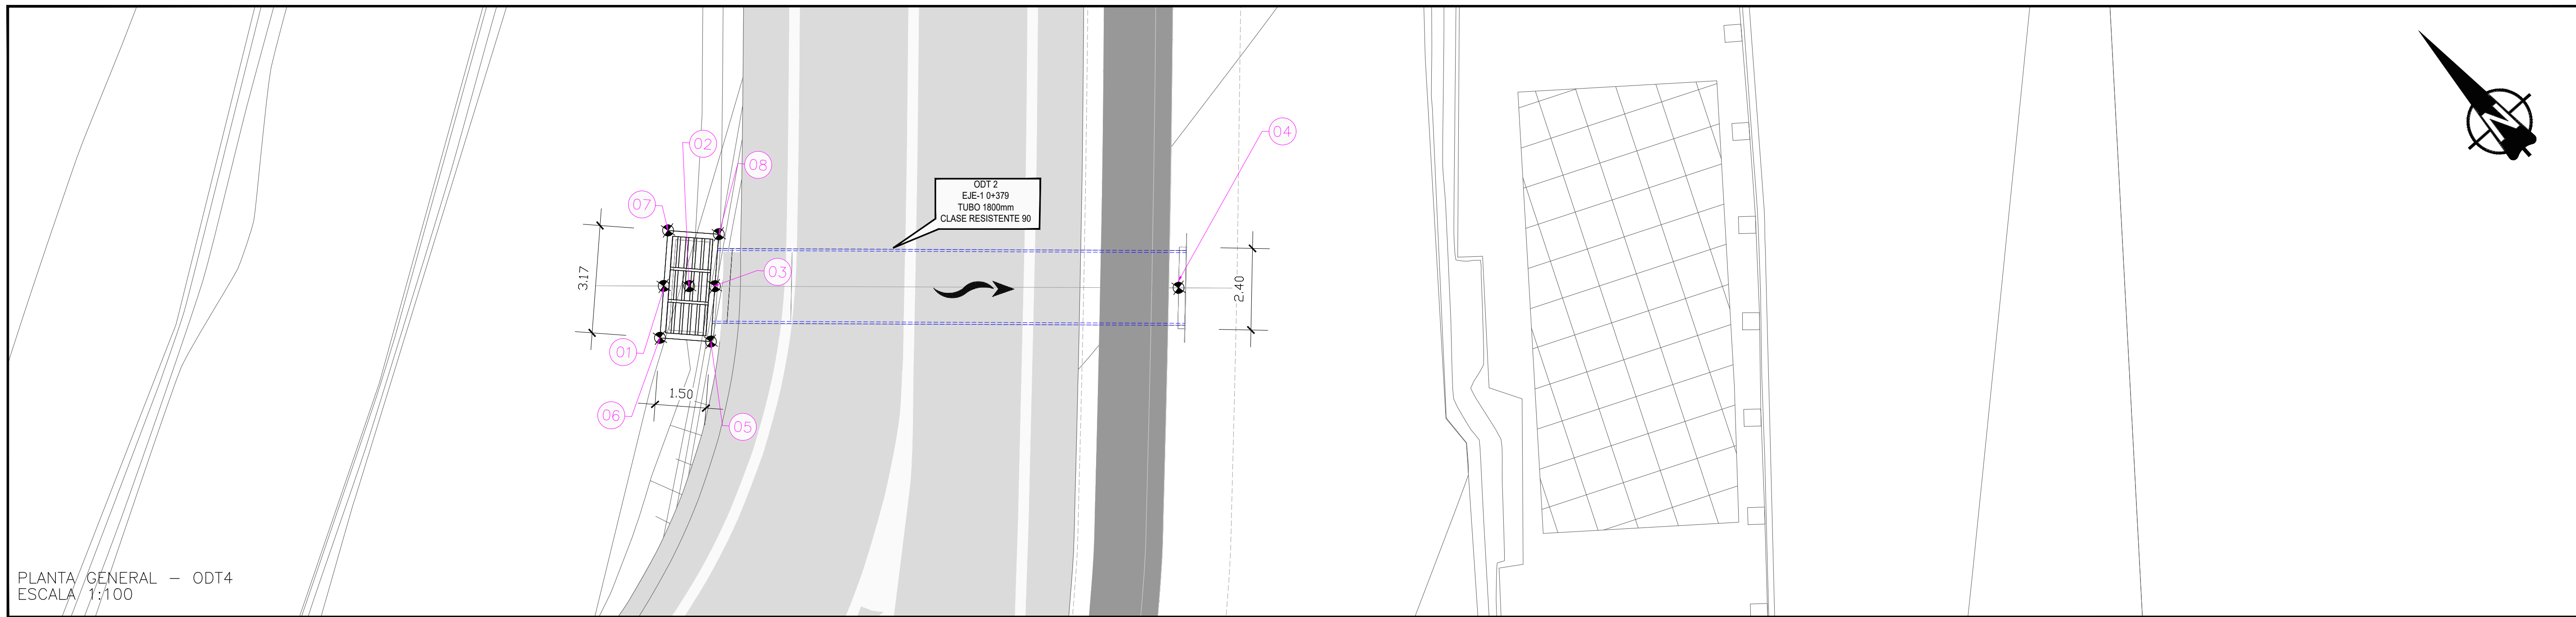 02
08
04
07
ODT 2
EJE-1 0+379
TUBO 1800mm
CLASE RESISTENTE 90
3.17
03
2.40
01
1.50
06
05
N
PLANTA GENERAL - ODT4
ESCALA 1:100